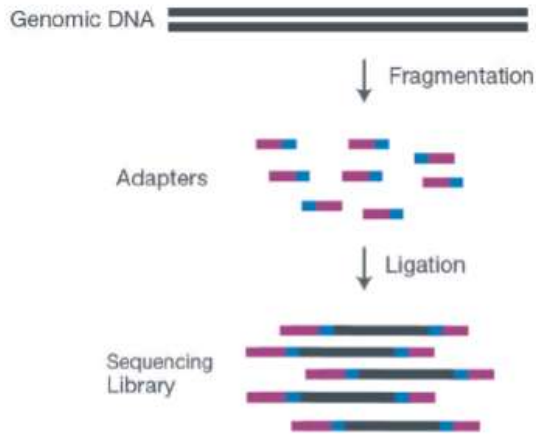 Genomic DNA
Fragmentation
Adapters
Ligation
Sequencing
Library